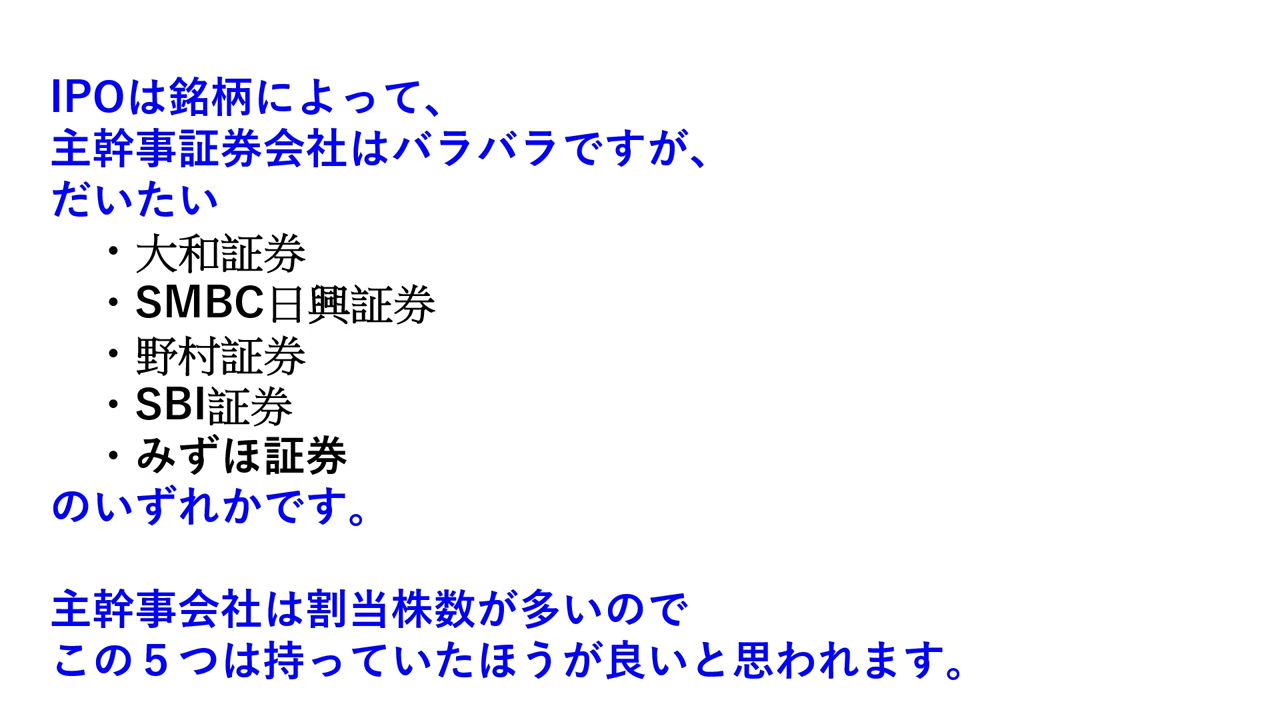 IPOは銘柄によって、
主幹事証券会社はバラバラですが、
だいたい
・大和証券
・SMBC日興証券
・野村証券
・SBI証券
・みずほ証券
のいずれかです。
主幹事会社は割当株数が多いので
この５つは持っていたほうが良いと思われます。